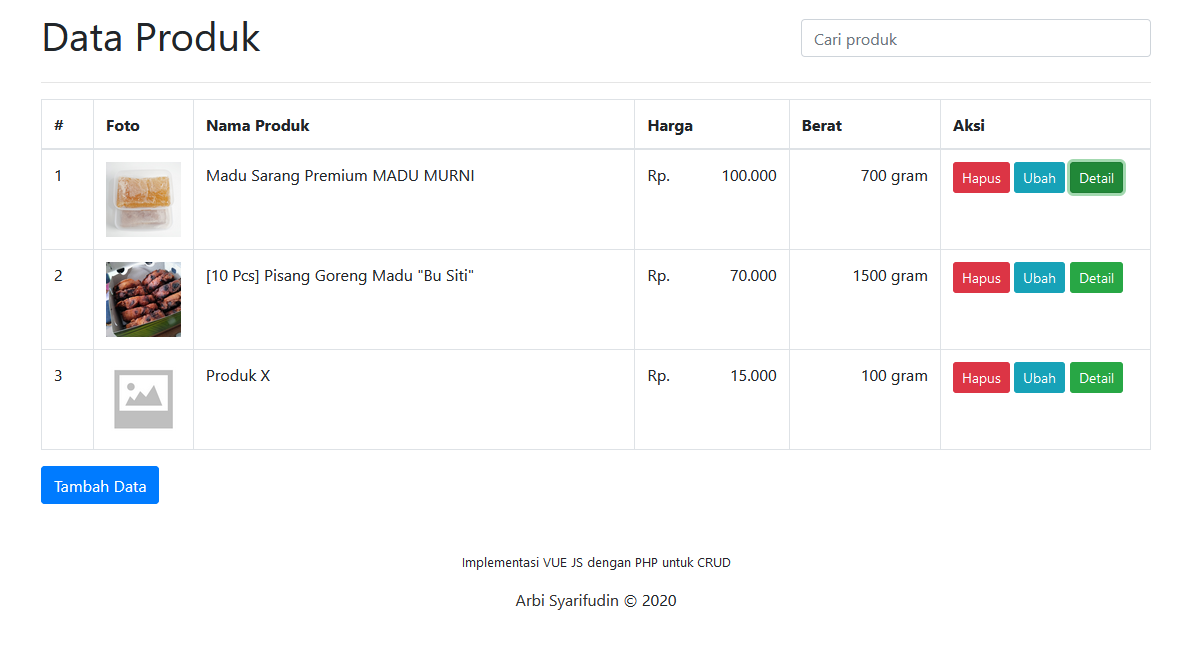 Data Produk
Cari produk
# Foto Nama Produk Harga Berat Aksi
1 Madu Sarang Premium MADU MURNI Rp. 100.000 700 gram Hapus Ubah Detail
2 [10 Pcs] Pisang Goreng Madu "Bu Siti" Rp. 70.000 1500 gram Hapus Ubah Detail
3 Produk X Rp. 15.000 100 gram Hapus Ubah Detail
Tambah Data
Implementasi VUE JS dengan PHP untuk CRUD
Arbi Syarifudin © 2020